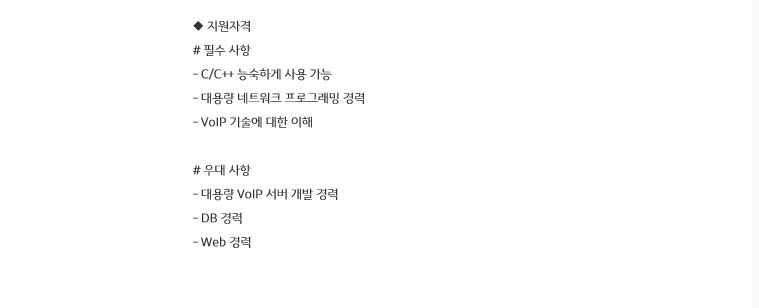 ◆ 지원자격
# 필수 사항
- C/C++ 능숙하게 사용 가능
- 대용량 네트워크 프로그래밍 경력
- VoIP 기술에 대한 이해
# 우대 사항
- 대용량 VoIP 서버 개발 경력
- DB 경력
- Web 경력